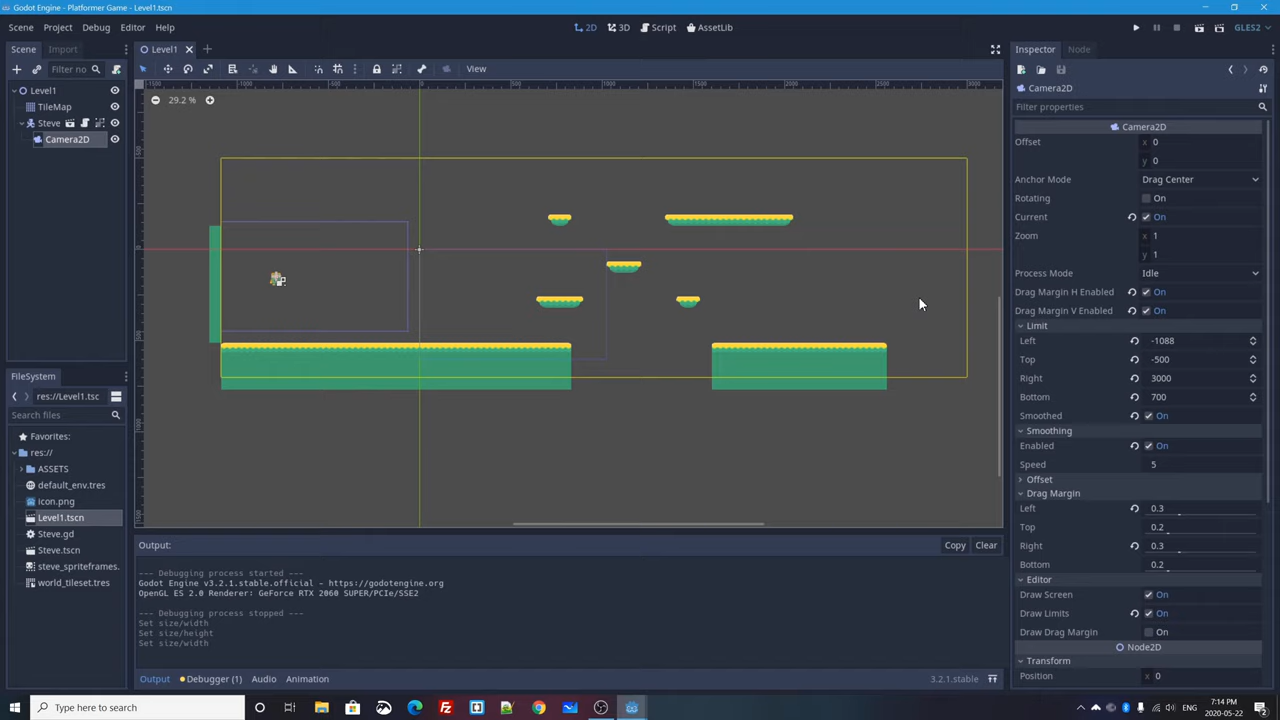 Godot Engine - Platformer Game - Level1.tscn
Scene Project Debug Editor Help
2D 3D Script AssetLib
GLES2
Scene Import
Filter no
Level1
TileMap
Steve
Camera2D
FileSystem
res://Level1.tsc
Search files
Favorites:
res://
ASSETS
default_env.tres
icon.png
Level1.tscn
Steve.gd
Steve.tscn
steve_spriteframes.
world_tileset.tres
Level1
View
29.2 %
Output:
Copy Clear
--- Debugging process started ---
Godot Engine v3.2.1.stable.official - https://godotengine.org
OpenGL ES 2.0 Renderer: GeForce RTX 2060 SUPER/PCIe/SSE2
--- Debugging process stopped ---
Set size/width
Set size/height
Set size/width
Output Debugger (1) Audio Animation
3.2.1.stable
Inspector Node
Camera2D
Filter properties
Camera2D
Offset x 0
y 0
Anchor Mode Drag Center
Rotating On
Current On
Zoom x 1
y 1
Process Mode Idle
Drag Margin H Enabled On
Drag Margin V Enabled On
Limit
Left -1088
Top -500
Right 3000
Bottom 700
Smoothed On
Smoothing
Enabled On
Speed 5
Offset
Drag Margin
Left 0.3
Top 0.2
Right 0.3
Bottom 0.2
Editor
Draw Screen On
Draw Limits On
Draw Drag Margin On
Node2D
Transform
Position x 0
Type here to search
ENG
7:14 PM
2020-05-22